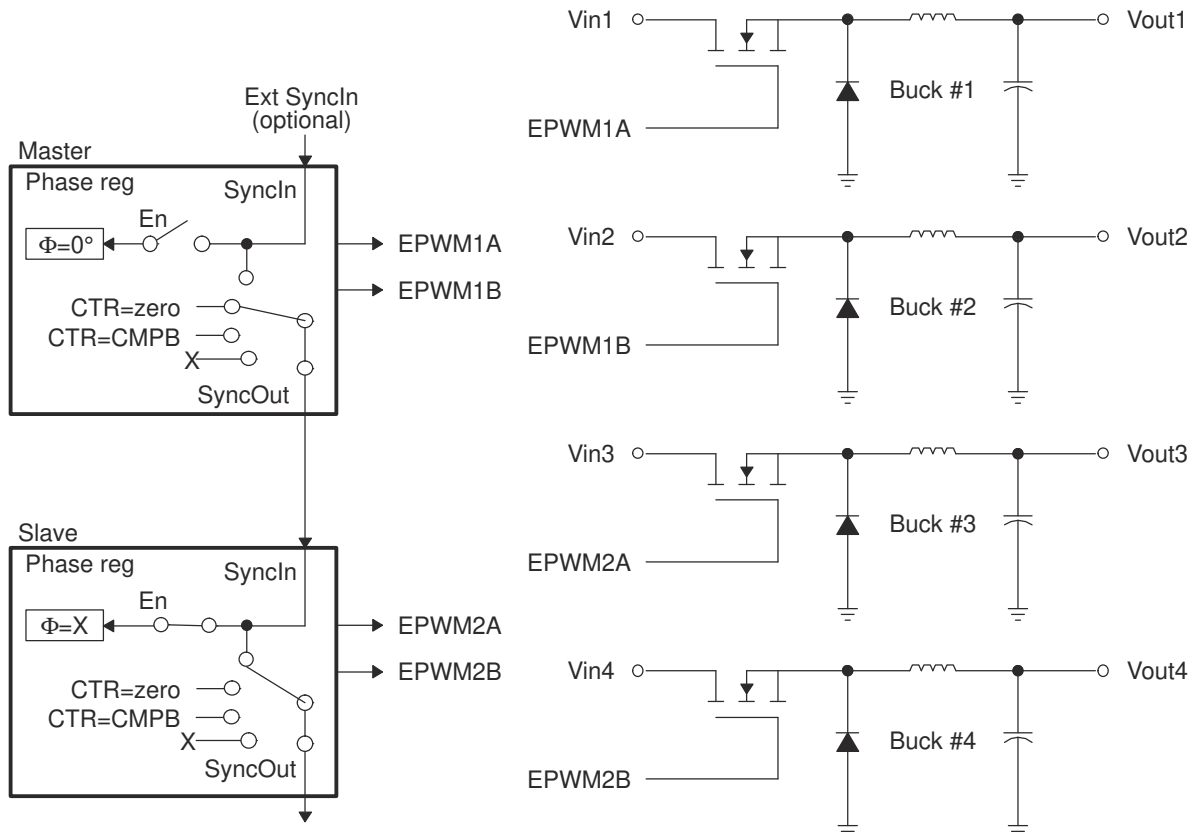 Ext SyncIn
(optional)
Master
Phase reg
SyncIn
En
Φ=0°
EPWM1A
EPWM1B
CTR=zero
CTR=CMPB
X
SyncOut
Slave
Phase reg
SyncIn
En
Φ=X
EPWM2A
EPWM2B
CTR=zero
CTR=CMPB
X
SyncOut
Vin1
Vout1
Buck #1
EPWM1A
Vin2
Vout2
Buck #2
EPWM1B
Vin3
Vout3
Buck #3
EPWM2A
Vin4
Vout4
Buck #4
EPWM2B